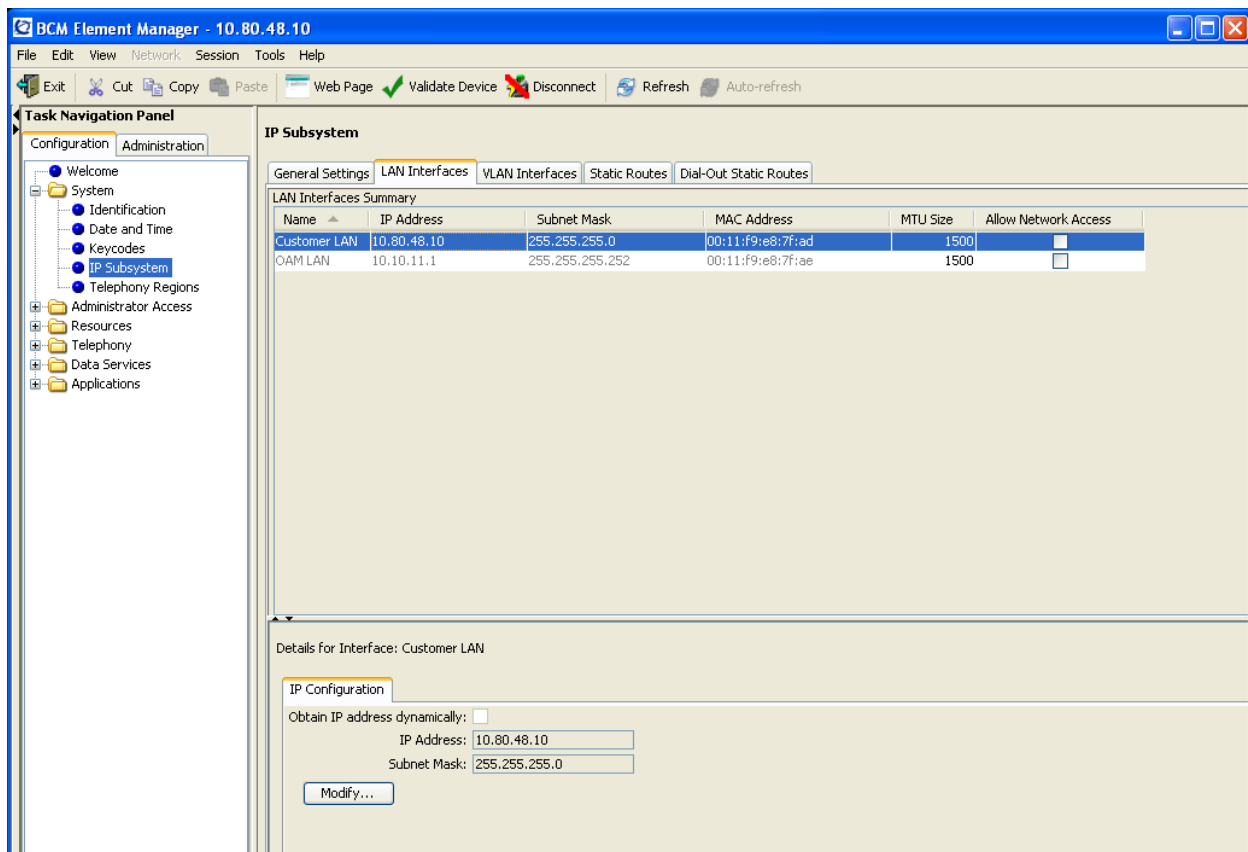 BCM Element Manager - 10.80.48.10
File Edit View Network Session Tools Help
Exit Cut Copy Paste Web Page Validate Device Disconnect Refresh Auto-refresh
Task Navigation Panel
Configuration Administration
Welcome
System
Identification
Date and Time
Keycodes
IP Subsystem
Telephony Regions
Administrator Access
Resources
Telephony
Data Services
Applications
IP Subsystem
General Settings LAN Interfaces VLAN Interfaces Static Routes Dial-Out Static Routes
LAN Interfaces Summary
Name IP Address Subnet Mask MAC Address MTU Size Allow Network Access
Customer LAN 10.80.48.10 255.255.255.0 00:11:f9:e8:7f:ad 1500
OAM LAN 10.10.11.1 255.255.255.252 00:11:f9:e8:7f:ae 1500
Details for Interface: Customer LAN
IP Configuration
Obtain IP address dynamically:
IP Address: 10.80.48.10
Subnet Mask: 255.255.255.0
Modify...